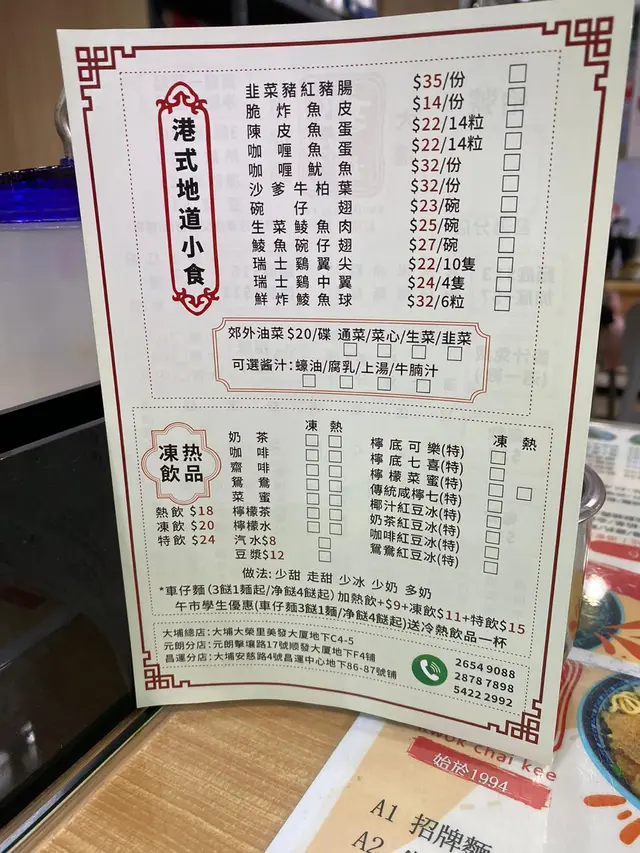 港式地道小食
韭菜豬紅豬腸 $35/份
脆炸魚皮 $14/份
陳皮魚蛋 $22/14粒
咖喱魚蛋 $22/14粒
咖喱魷魚 $32/份
沙爹牛柏葉 $32/份
碗仔翅 $23/碗
生菜鯪魚肉 $25/碗
鯪魚碗仔翅 $27/碗
瑞士鷄翼尖 $22/10隻
瑞士鷄中翼 $24/4隻
鮮炸鯪魚球 $32/6粒
郊外油菜 $20/碟 通菜/菜心/生菜/韭菜
可選醬汁：蠔油/腐乳/上湯/牛腩汁
凍熱飲品
熱飲 $18
凍飲 $20
特飲 $24
凍 熱
奶茶
咖啡
齋啡
鴛鴦
菜蜜
檸檬茶
檸檬水
汽水$8
豆漿$12
凍 熱
檸底可樂(特)
檸底七喜(特)
檸檬菜蜜(特)
傳統咸檸七(特)
椰汁紅豆冰(特)
奶茶紅豆冰(特)
咖啡紅豆冰(特)
鴛鴦紅豆冰(特)
做法: 少甜 走甜 少冰 少奶 多奶
*車仔麵 (3餸1麵起/净餸4餸起) 加熱飲+$9+凍飲$11+特飲$15
午市學生優惠(車仔麵3餸1麵/净餸4餸起)送冷熱飲品一杯
大埔總店：大埔大榮里美發大厦地下C4-5
元朗分店：元朗擊壤路17號順發大厦地下F4铺
昌運分店：大埔安慈路4號昌運中心地下86-87號铺
2654 9088
2878 7898
5422 2992
kwok chai kee
始於1994
A1 招牌麵
A2